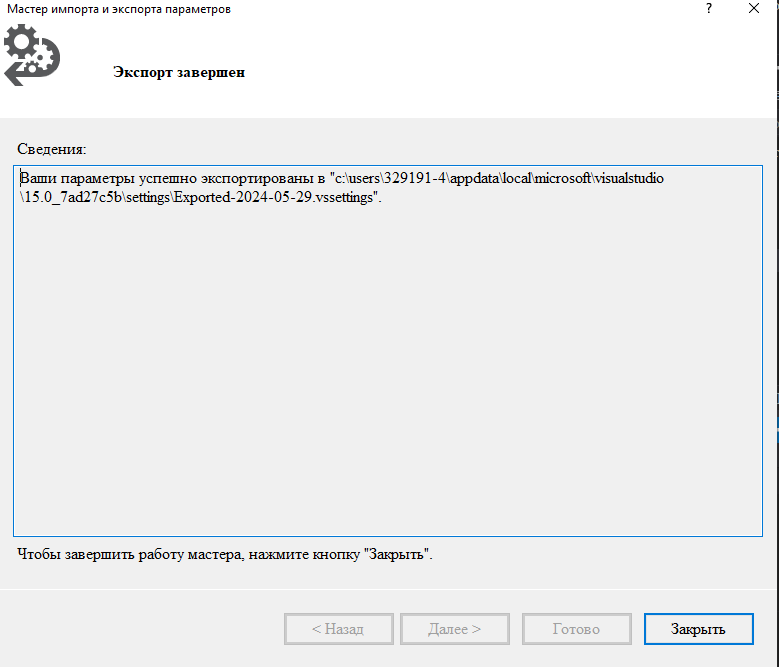 Мастер импорта и экспорта параметров
?
Экспорт завершен
Сведения:
Ваши параметры успешно экспортированы в "c:\users\329191-4\appdata\local\microsoft\visualstudio
\15.0_7ad27c5b\settings\Exported-2024-05-29.vssettings".
Чтобы завершить работу мастера, нажмите кнопку "Закрыть".
< Назад
Далее >
Готово
Закрыть